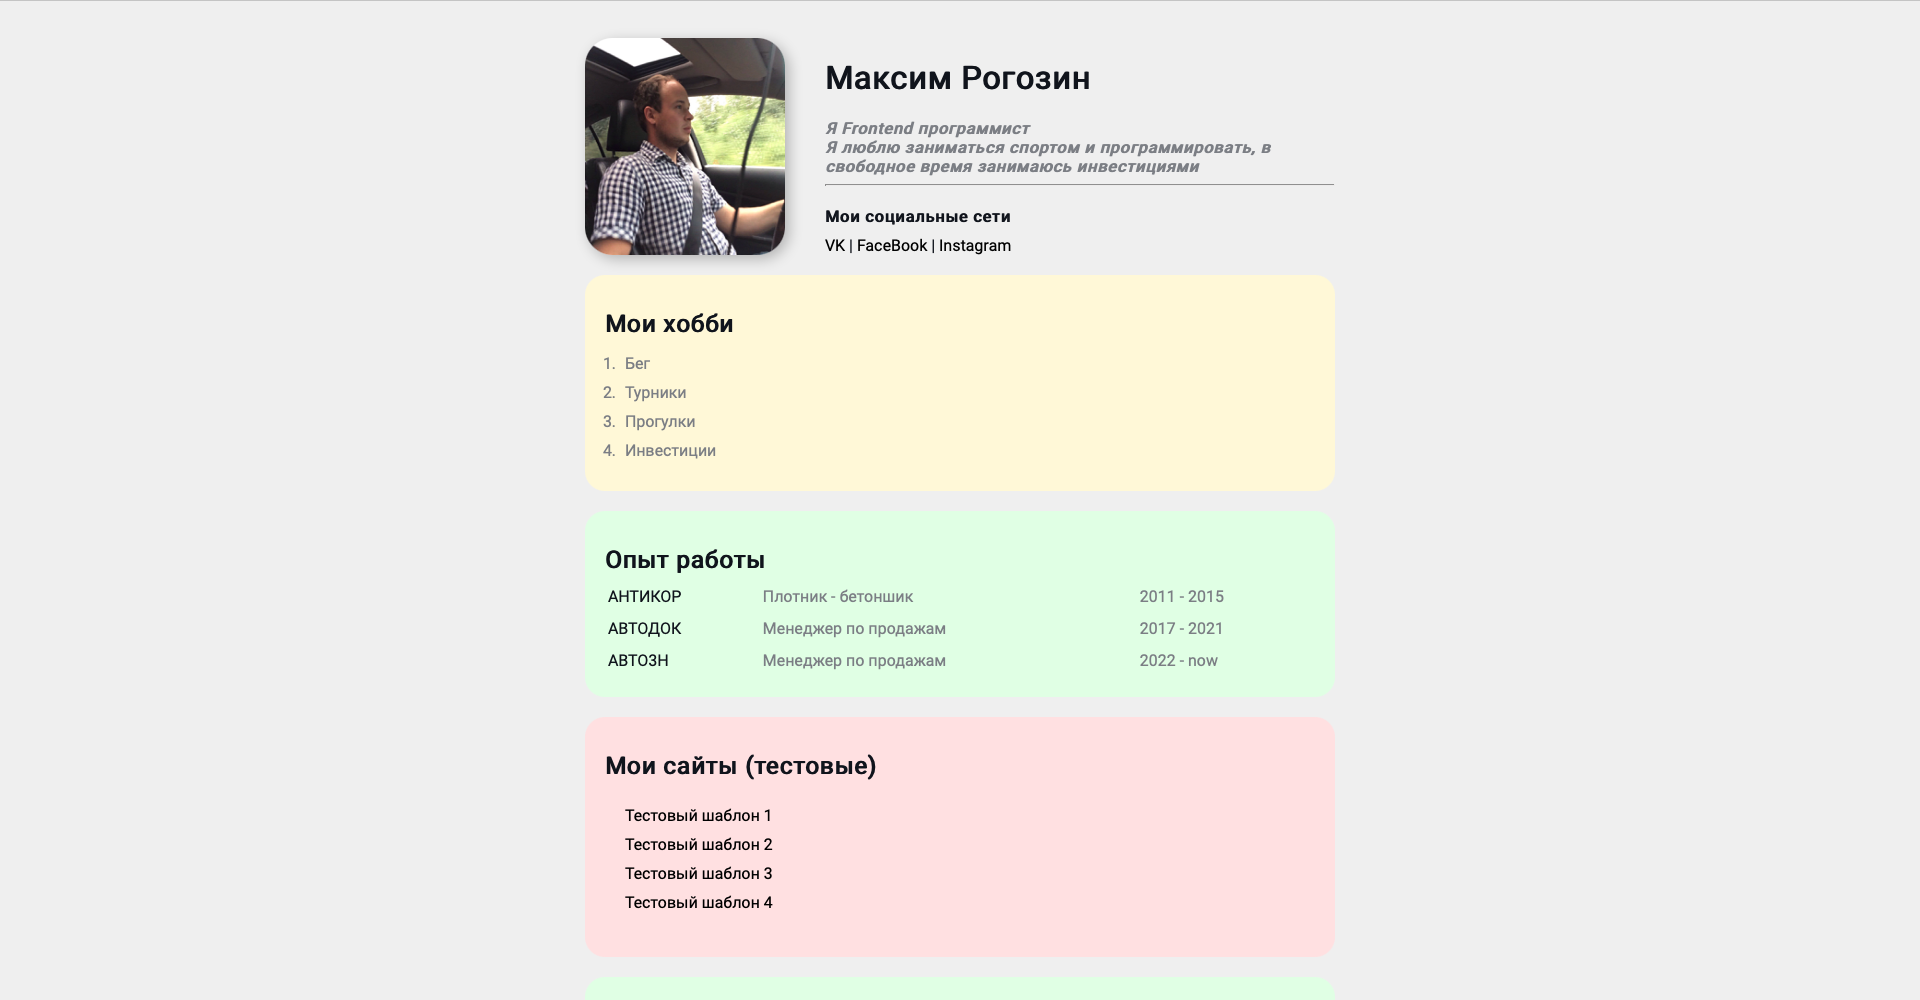 Максим Рогозин
Я Frontend программист
Я люблю заниматься спортом и программировать, в
свободное время занимаюсь инвестициями
Мои социальные сети
VK | FaceBook | Instagram
Мои хобби
1. Бег
2. Турники
3. Прогулки
4. Инвестиции
Опыт работы
АНТИКОР Плотник - бетоншик 2011 - 2015
АВТОДОК Менеджер по продажам 2017 - 2021
АВТОЗН Менеджер по продажам 2022 - now
Мои сайты (тестовые)
Тестовый шаблон 1
Тестовый шаблон 2
Тестовый шаблон 3
Тестовый шаблон 4